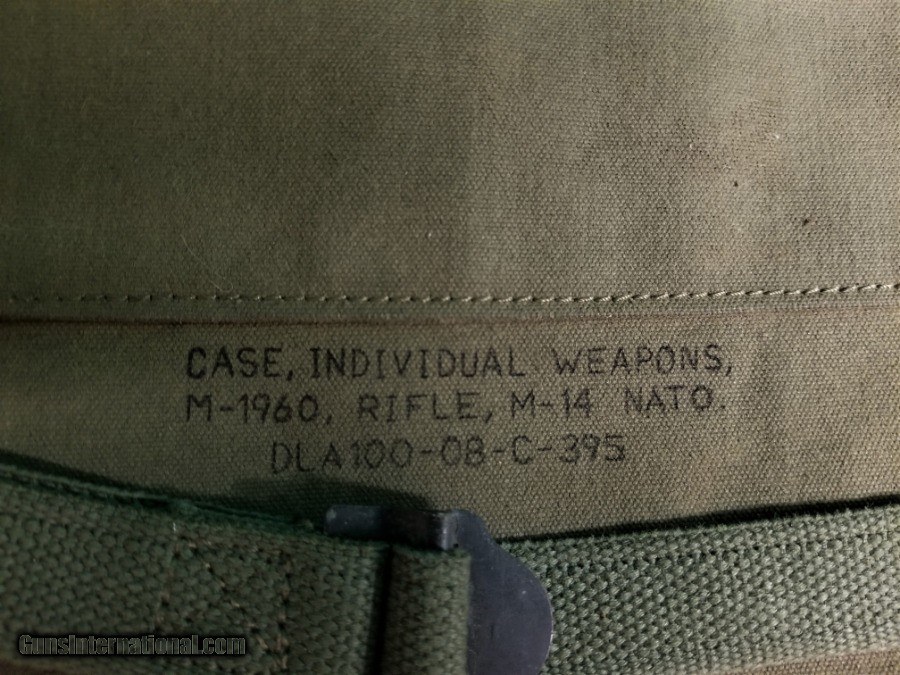 CASE, INDIVIDUAL WEAPONS,
M-1960, RIFLE, M-14 NATO.
DLA100-08-C-395
GunsInternational.com